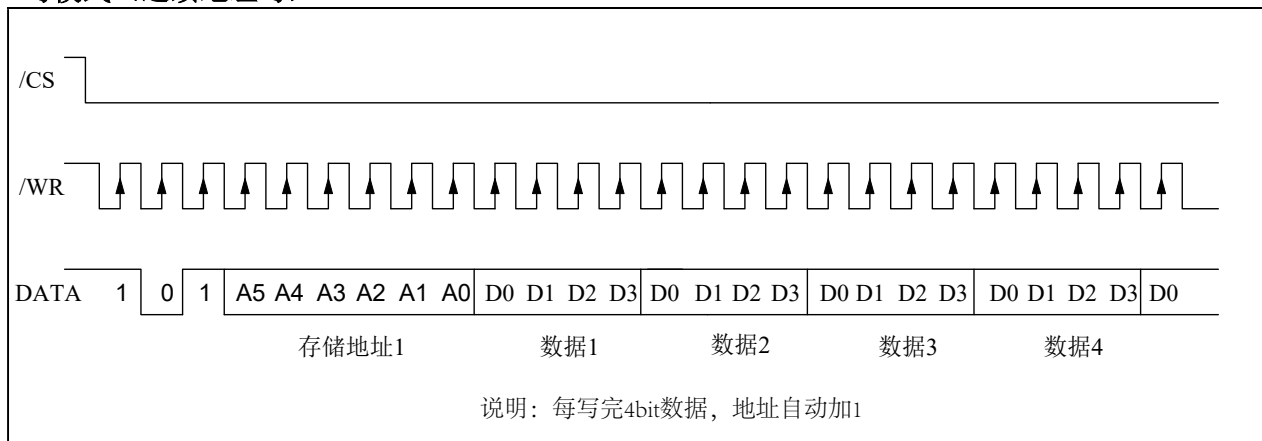 /CS
/WR
DATA 1 0 1 A5 A4 A3 A2 A1 A0 D0 D1 D2 D3 D0 D1 D2 D3 D0 D1 D2 D3 D0 D1 D2 D3 D0
存储地址1 数据1 数据2 数据3 数据4
说明：每写完4bit数据，地址自动加1